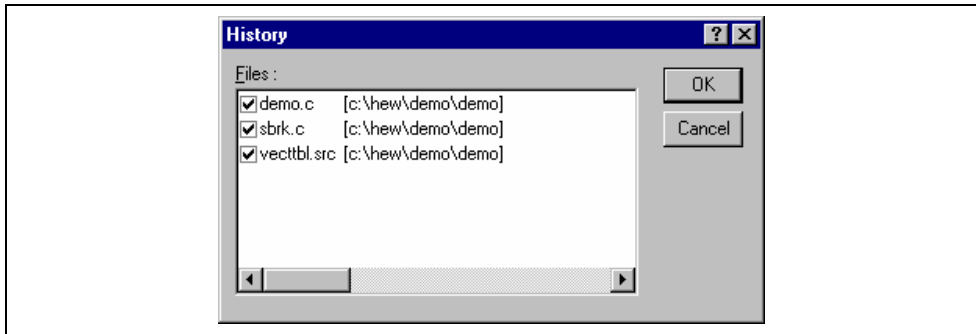 History
Files :
demo.c [c:\hew\demo\demo]
sbrk.c [c:\hew\demo\demo]
vecttbl.src [c:\hew\demo\demo]
OK
Cancel